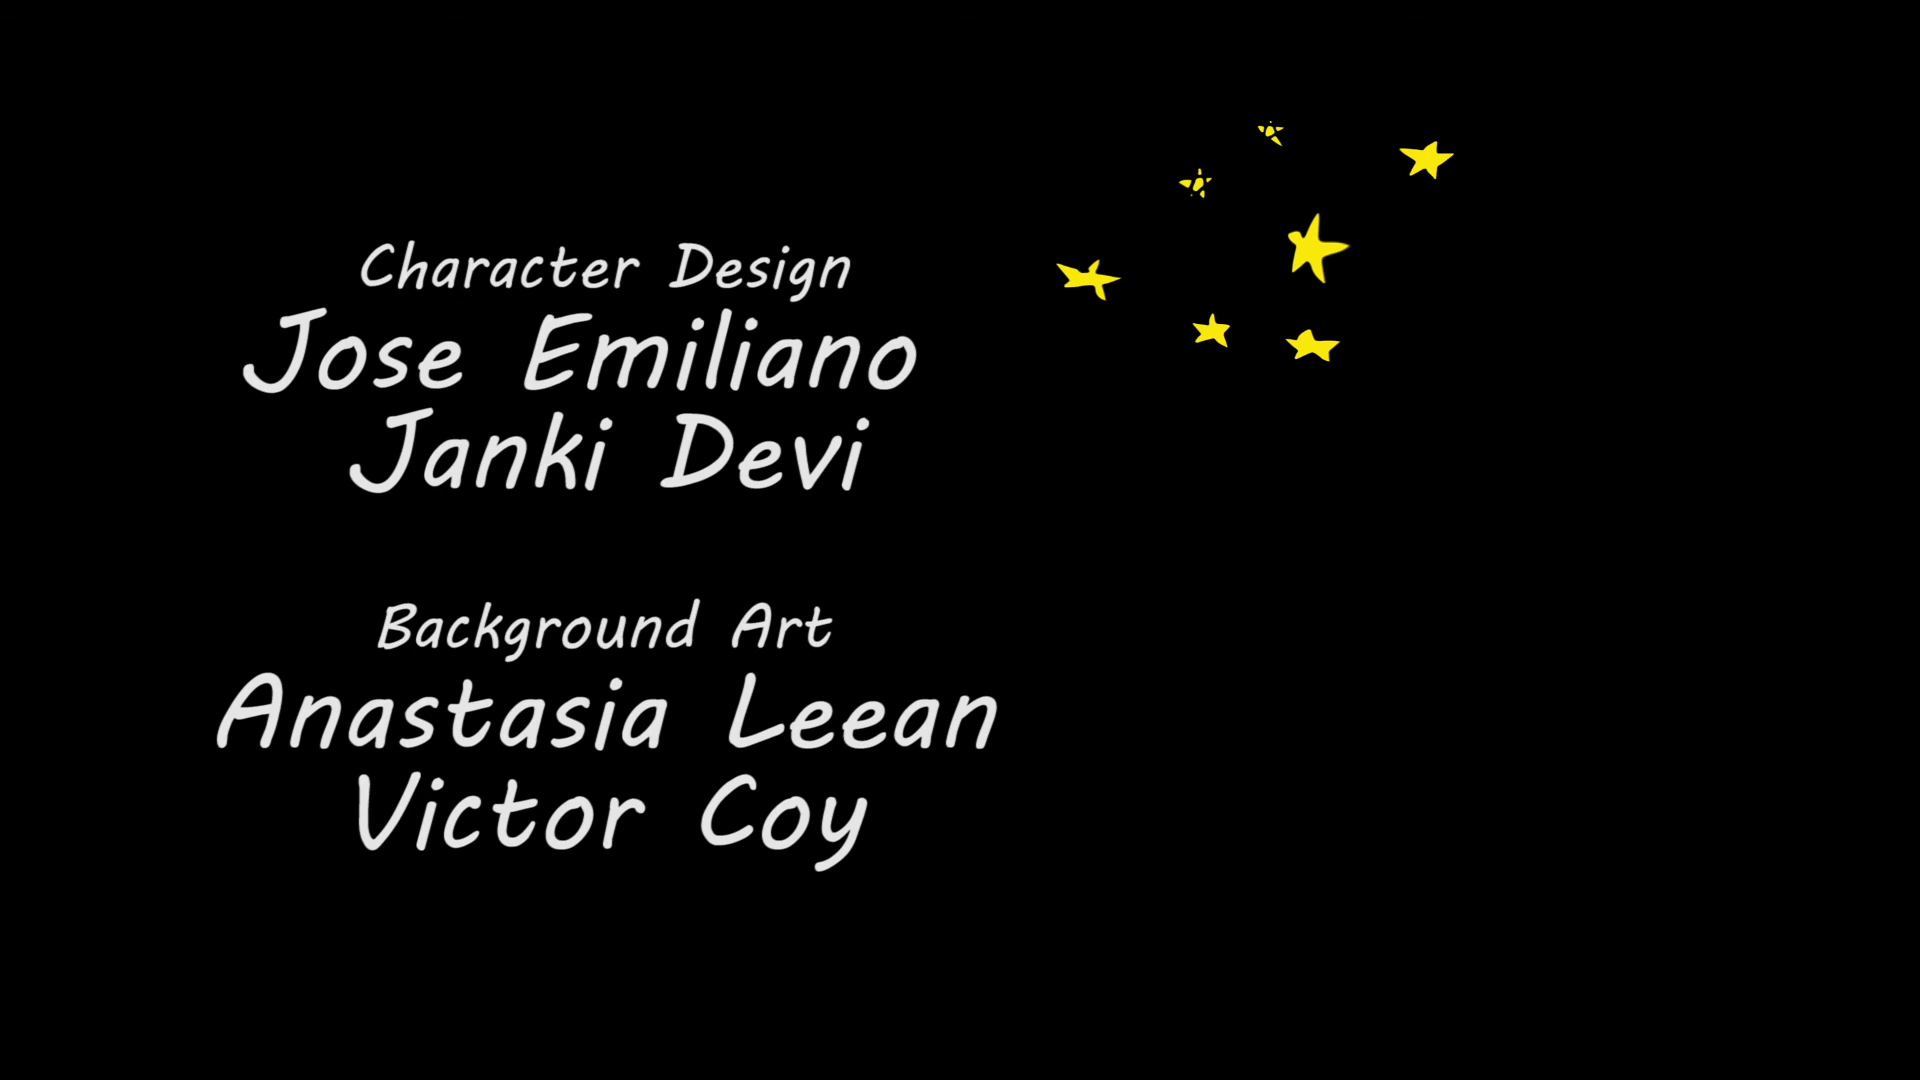 Character Design
Jose Emiliano
Janki Devi
Background Art
Anastasia Leean
Victor Coy